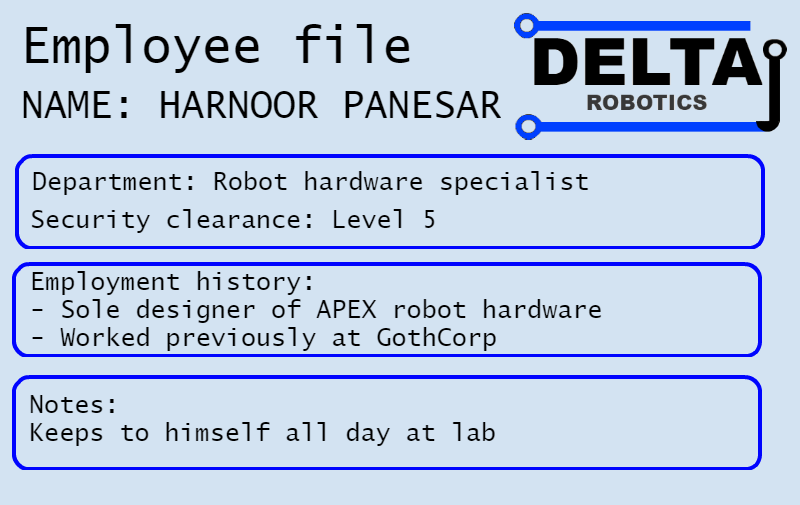 Employee file
NAME: HARNOOR PANESAR
DELTA
ROBOTICS
Department: Robot hardware specialist
Security clearance: Level 5
Employment history:
- Sole designer of APEX robot hardware
- Worked previously at GothCorp
Notes:
Keeps to himself all day at lab